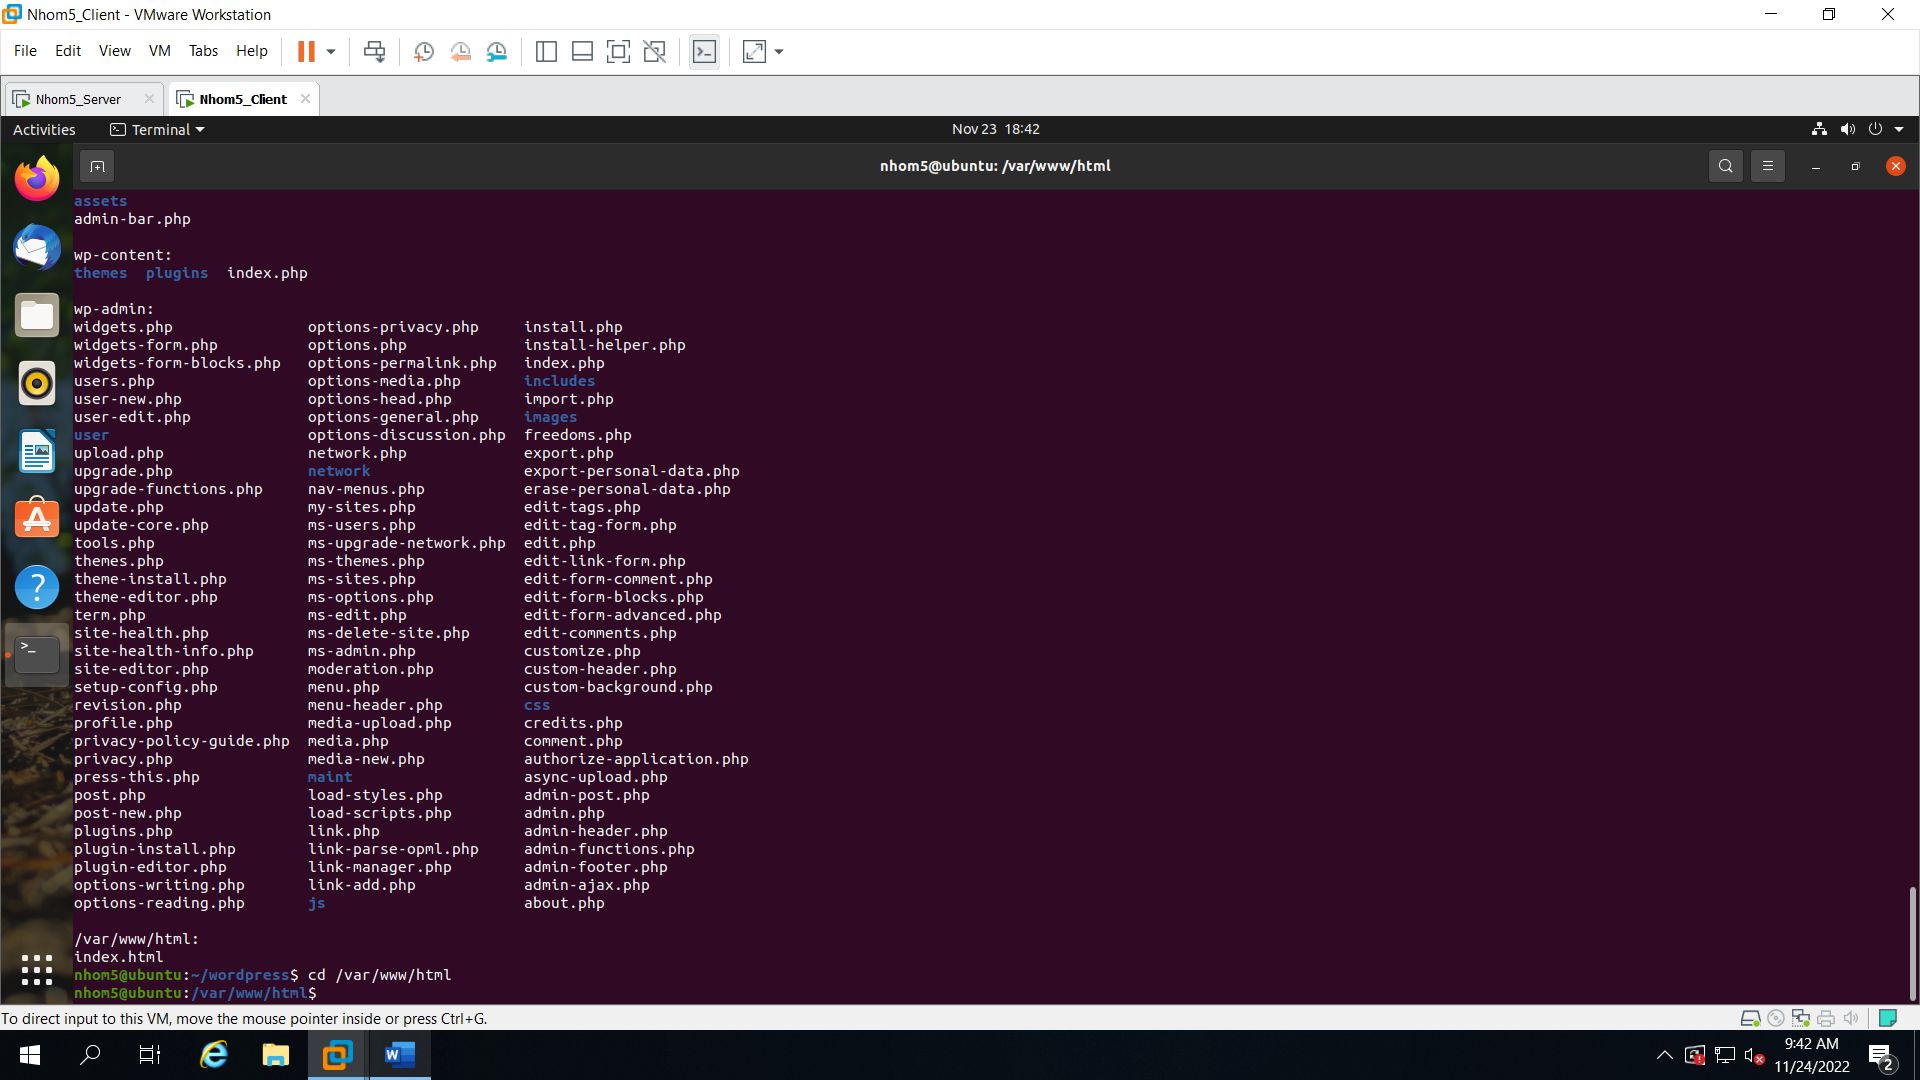 Nhom5_Client - VMware Workstation
File Edit View VM Tabs Help
Nhom5_Server Nhom5_Client
Activities Terminal Nov 23 18:42
nhom5@ubuntu: /var/www/html
assets
admin-bar.php
wp-content:
themes plugins index.php
wp-admin:
widgets.php options-privacy.php install.php
widgets-form.php options.php install-helper.php
widgets-form-blocks.php options-permalink.php index.php
users.php options-media.php includes
user-new.php options-head.php import.php
user-edit.php options-general.php images
user options-discussion.php freedoms.php
upload.php network.php export.php
upgrade.php network export-personal-data.php
upgrade-functions.php nav-menus.php erase-personal-data.php
update.php my-sites.php edit-tags.php
update-core.php ms-users.php edit-tag-form.php
tools.php ms-upgrade-network.php edit.php
themes.php ms-themes.php edit-link-form.php
theme-install.php ms-sites.php edit-form-comment.php
theme-editor.php ms-options.php edit-form-blocks.php
term.php ms-edit.php edit-form-advanced.php
site-health.php ms-delete-site.php edit-comments.php
site-health-info.php ms-admin.php customize.php
site-editor.php moderation.php custom-header.php
setup-config.php menu.php custom-background.php
revision.php menu-header.php css
profile.php media-upload.php credits.php
privacy-policy-guide.php media.php comment.php
privacy.php media-new.php authorize-application.php
press-this.php maint async-upload.php
post.php load-styles.php admin-post.php
post-new.php load-scripts.php admin.php
plugins.php link.php admin-header.php
plugin-install.php link-parse-opml.php admin-functions.php
plugin-editor.php link-manager.php admin-footer.php
options-writing.php link-add.php admin-ajax.php
options-reading.php js about.php
/var/www/html:
index.html
nhom5@ubuntu:~/wordpress$ cd /var/www/html
nhom5@ubuntu:/var/www/html$
To direct input to this VM, move the mouse pointer inside or press Ctrl+G.
9:42 AM
11/24/2022
2